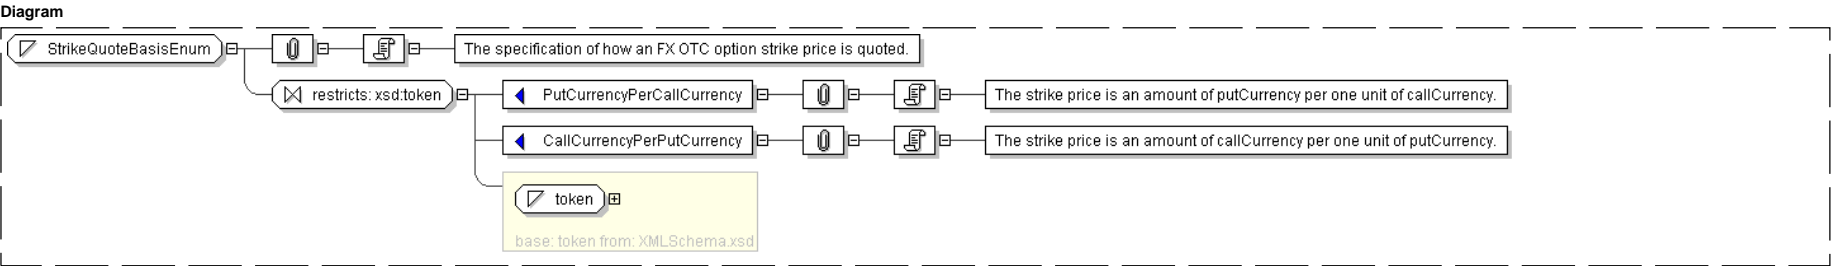 Diagram
StrikeQuoteBasisEnum
The specification of how an FX OTC option strike price is quoted.
restricts: xsd:token
PutCurrencyPerCallCurrency
The strike price is an amount of putCurrency per one unit of callCurrency.
CallCurrencyPerPutCurrency
The strike price is an amount of callCurrency per one unit of putCurrency.
token
base: token from: XMLSchema.xsd